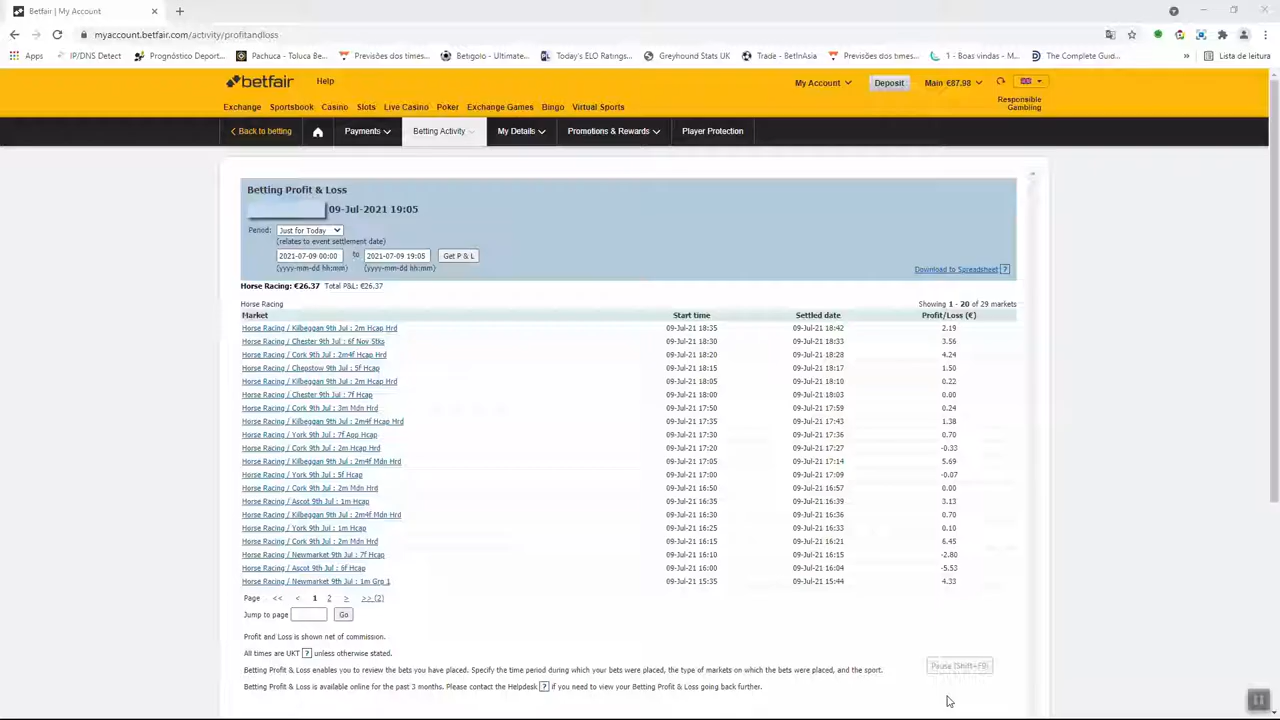 Betfair | My Account
myaccount.betfair.com/activity/profitandloss
Apps IP/DNS Detect Prognóstico Deport... Pachuca - Toluca Be... Previsões dos times... Betigolo - Ultimate... Today's ELO Ratings... Greyhound Stats UK Trade - BetInAsia Previsões dos times... 1 - Boas vindas – M... The Complete Guid... » Lista de leitura
betfair Help My Account Deposit Main €87.98
Responsible
Gambling
Exchange Sportsbook Casino Slots Live Casino Poker Exchange Games Bingo Virtual Sports
Back to betting Payments Betting Activity My Details Promotions & Rewards Player Protection
Betting Profit & Loss
09-Jul-2021 19:05
Period: Just for Today
(relates to event settlement date)
2021-07-09 00:00 to 2021-07-09 19:05 Get P & L
(yyyy-mm-dd hh:mm) (yyyy-mm-dd hh:mm) Download to Spreadsheet ?
Horse Racing: €26.37 Total P&L: €26.37
Horse Racing Showing 1 - 20 of 29 markets
Market Start time Settled date Profit/Loss (€)
Horse Racing / Kilbeggan 9th Jul : 2m Hcap Hrd 09-Jul-21 18:35 09-Jul-21 18:42 2.19
Horse Racing / Chester 9th Jul : 6f Nov Stks 09-Jul-21 18:30 09-Jul-21 18:33 3.56
Horse Racing / Cork 9th Jul : 2m4f Hcap Hrd 09-Jul-21 18:20 09-Jul-21 18:28 4.24
Horse Racing / Chepstow 9th Jul : 5f Hcap 09-Jul-21 18:15 09-Jul-21 18:17 1.50
Horse Racing / Kilbeggan 9th Jul : 2m Hcap Hrd 09-Jul-21 18:05 09-Jul-21 18:10 0.22
Horse Racing / Chester 9th Jul : 7f Hcap 09-Jul-21 18:00 09-Jul-21 18:03 0.00
Horse Racing / Cork 9th Jul : 3m Mdn Hrd 09-Jul-21 17:50 09-Jul-21 17:59 0.24
Horse Racing / Kilbeggan 9th Jul : 2m4f Hcap Hrd 09-Jul-21 17:35 09-Jul-21 17:43 1.38
Horse Racing / York 9th Jul : 7f App Hcap 09-Jul-21 17:30 09-Jul-21 17:36 0.70
Horse Racing / Cork 9th Jul : 2m Hcap Hrd 09-Jul-21 17:20 09-Jul-21 17:27 -0.33
Horse Racing / Kilbeggan 9th Jul : 2m4f Mdn Hrd 09-Jul-21 17:05 09-Jul-21 17:14 5.69
Horse Racing / York 9th Jul : 5f Hcap 09-Jul-21 17:00 09-Jul-21 17:09 -0.07
Horse Racing / Cork 9th Jul : 2m Mdn Hrd 09-Jul-21 16:50 09-Jul-21 16:57 0.00
Horse Racing / Ascot 9th Jul : 1m Hcap 09-Jul-21 16:35 09-Jul-21 16:39 3.13
Horse Racing / Kilbeggan 9th Jul : 2m4f Mdn Hrd 09-Jul-21 16:30 09-Jul-21 16:36 0.70
Horse Racing / York 9th Jul : 1m Hcap 09-Jul-21 16:25 09-Jul-21 16:33 0.10
Horse Racing / Cork 9th Jul : 2m Mdn Hrd 09-Jul-21 16:15 09-Jul-21 16:21 6.45
Horse Racing / Newmarket 9th Jul : 7f Hcap 09-Jul-21 16:10 09-Jul-21 16:15 -2.80
Horse Racing / Ascot 9th Jul : 6f Hcap 09-Jul-21 16:00 09-Jul-21 16:04 -5.53
Horse Racing / Newmarket 9th Jul : 1m Grp 1 09-Jul-21 15:35 09-Jul-21 15:44 4.33
Page << < 1 2 > >> (2)
Jump to page Go
Profit and Loss is shown net of commission.
All times are UKT ? unless otherwise stated.
Betting Profit & Loss enables you to review the bets you have placed. Specify the time period during which your bets were placed, the type of markets on which the bets were placed, and the sport.
Pause (Shift+F9)
Betting Profit & Loss is available online for the past 3 months. Please contact the Helpdesk ? if you need to view your Betting Profit & Loss going back further.